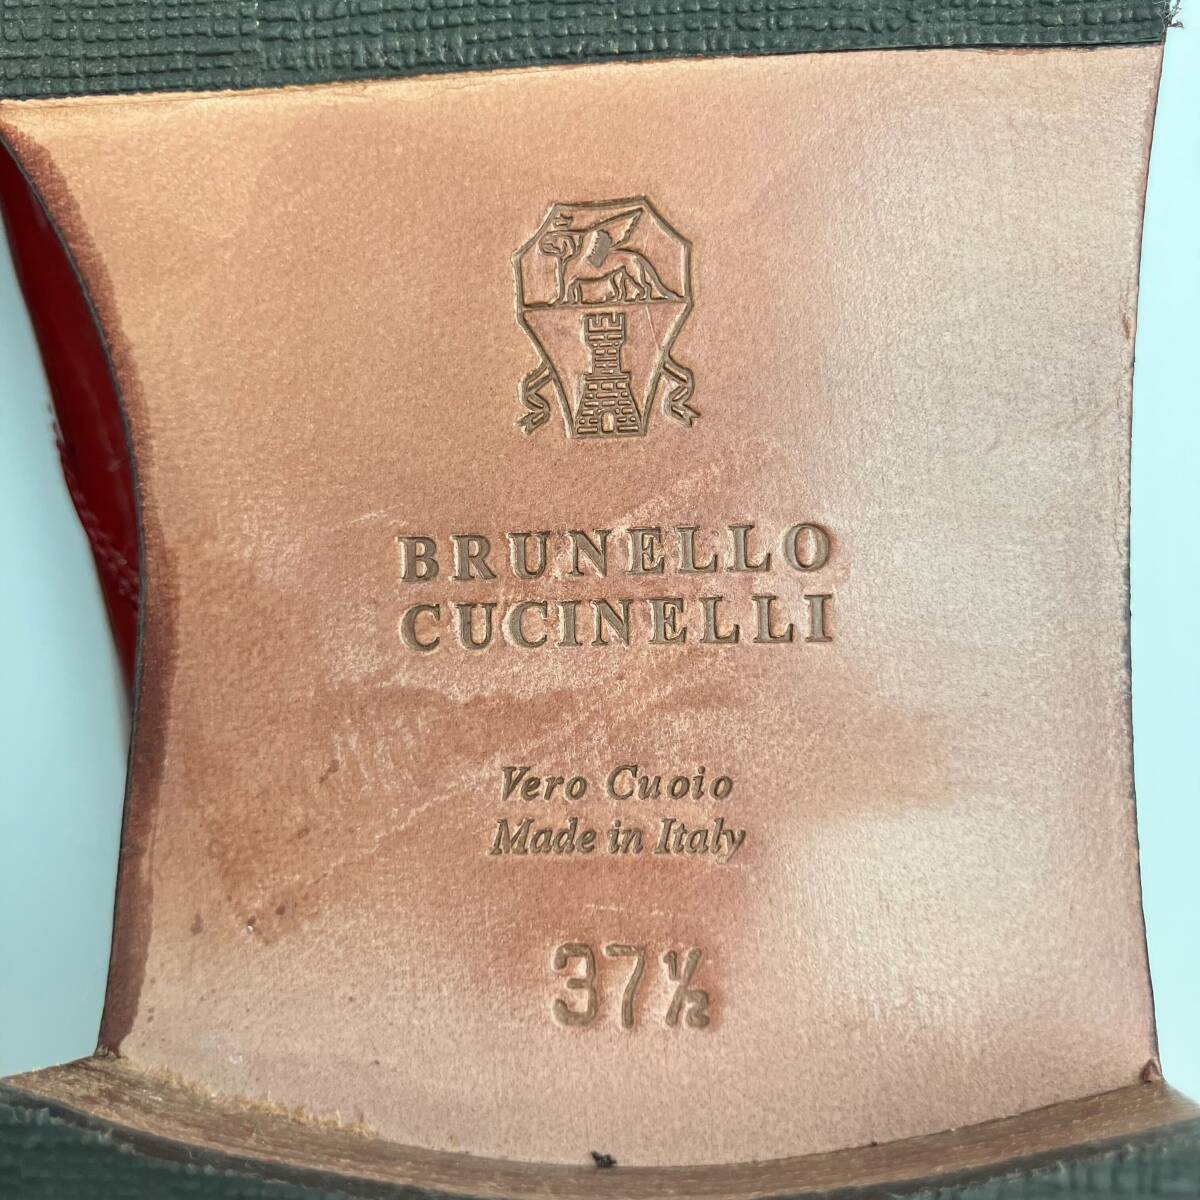 BRUNELLO
CUCINELLI
Vero Cuoio
Made in Italy
37½